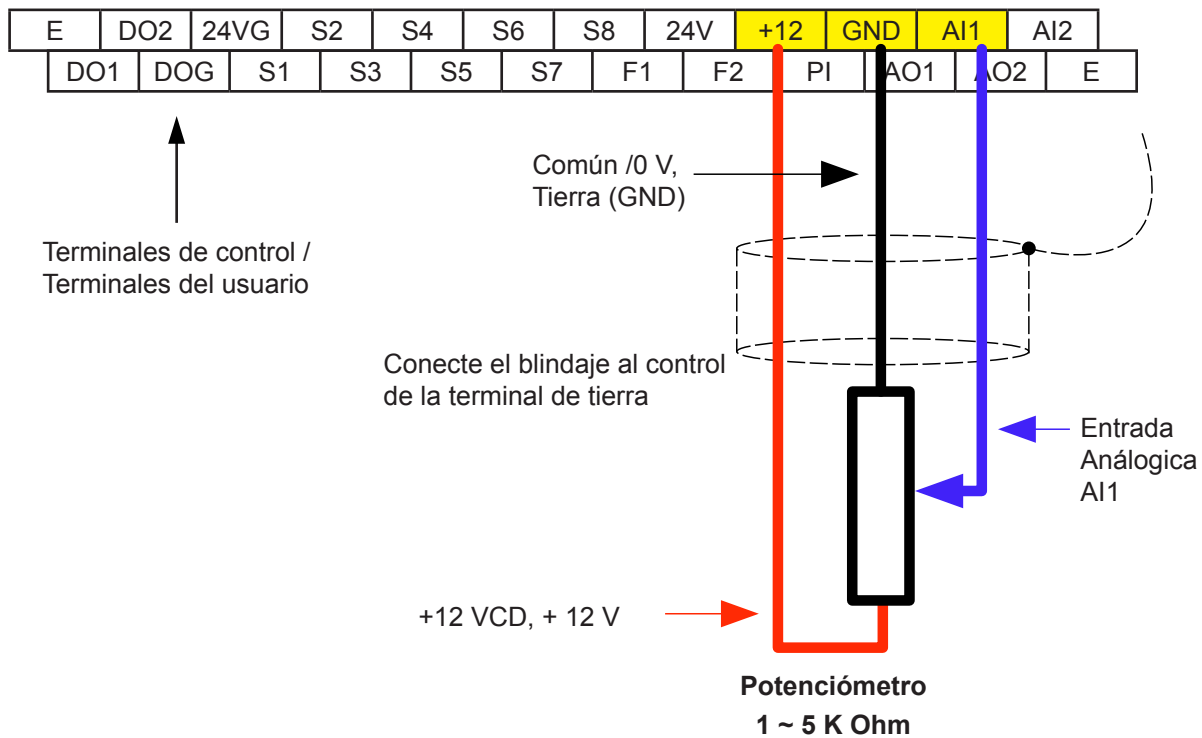 E DO2 24VG S2 S4 S6 S8 24V +12 GND AI1 AI2
DO1 DOG S1 S3 S5 S7 F1 F2 PI AO1 AO2 E
Común /0 V,
Tierra (GND)
Terminales de control /
Terminales del usuario
Conecte el blindaje al control
de la terminal de tierra
Entrada
Análogica
AI1
+12 VCD, + 12 V
Potenciómetro
1 ~ 5 K Ohm